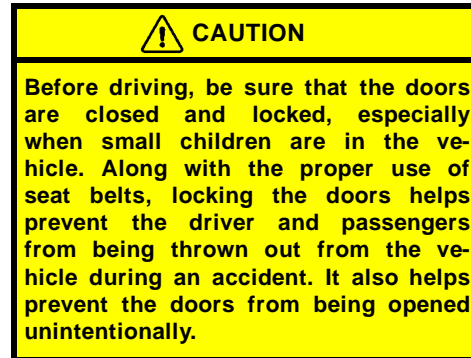 CAUTION
Before driving, be sure that the doors
are closed and locked, especially
when small children are in the ve-
hicle. Along with the proper use of
seat belts, locking the doors helps
prevent the driver and passengers
from being thrown out from the ve-
hicle during an accident. It also helps
prevent the doors from being opened
unintentionally.